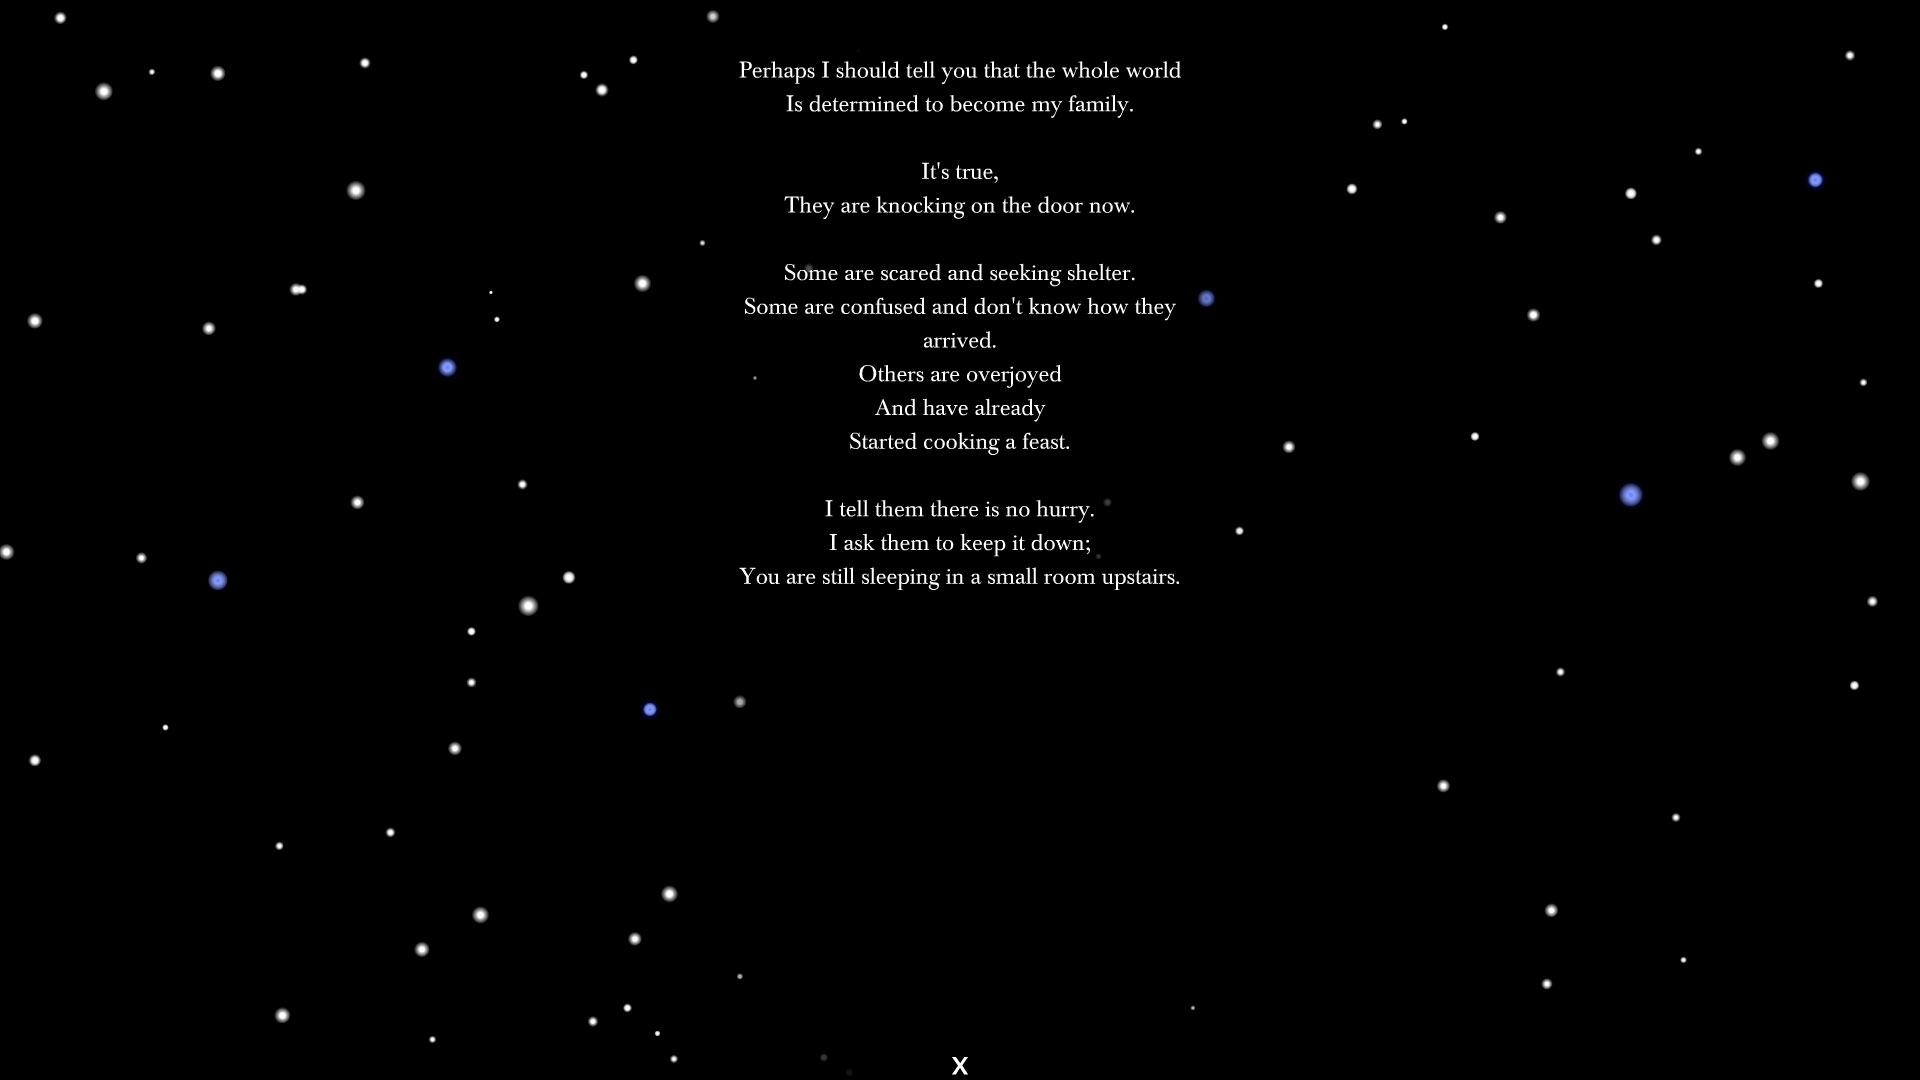 Perhaps I should tell you that the whole world
Is determined to become my family.
It's true,
They are knocking on the door now.
Some are scared and seeking shelter.
Some are confused and don't know how they
arrived.
Others are overjoyed
And have already
Started cooking a feast.
I tell them there is no hurry.
I ask them to keep it down;
You are still sleeping in a small room upstairs.
X